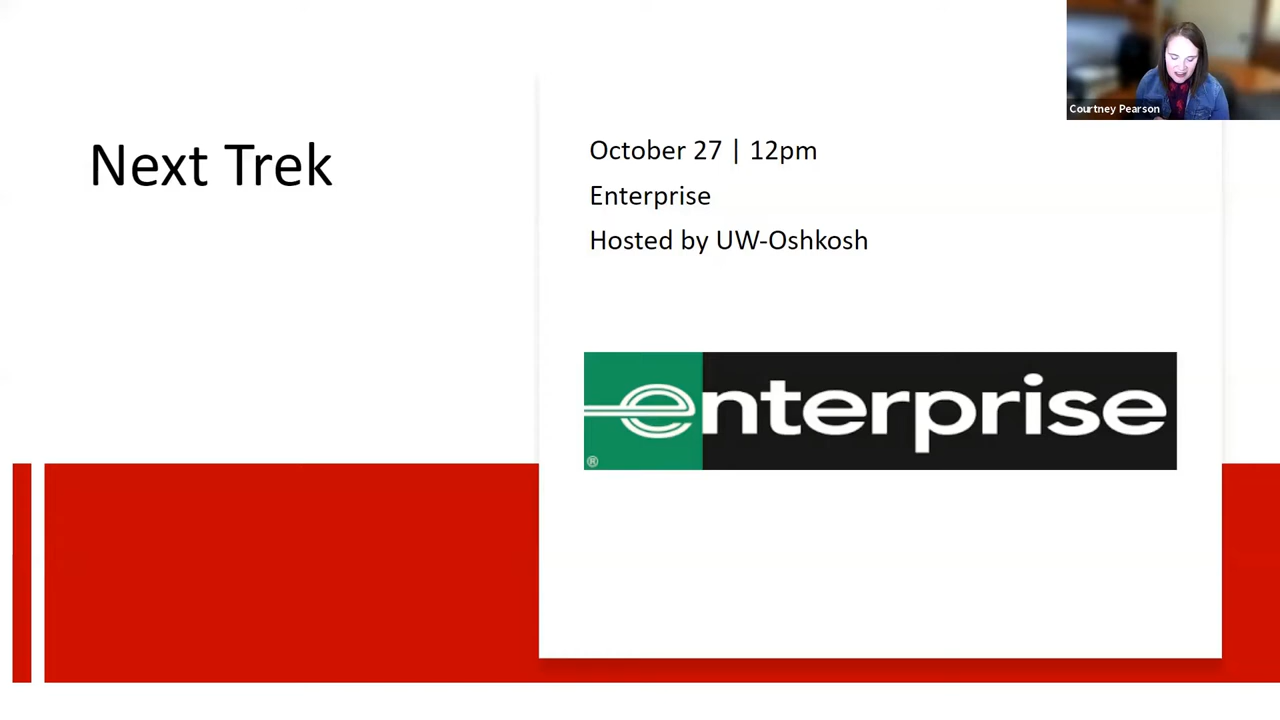 Next Trek
October 27 | 12pm
Enterprise
Hosted by UW-Oshkosh
enterprise
®
Courtney Pearson